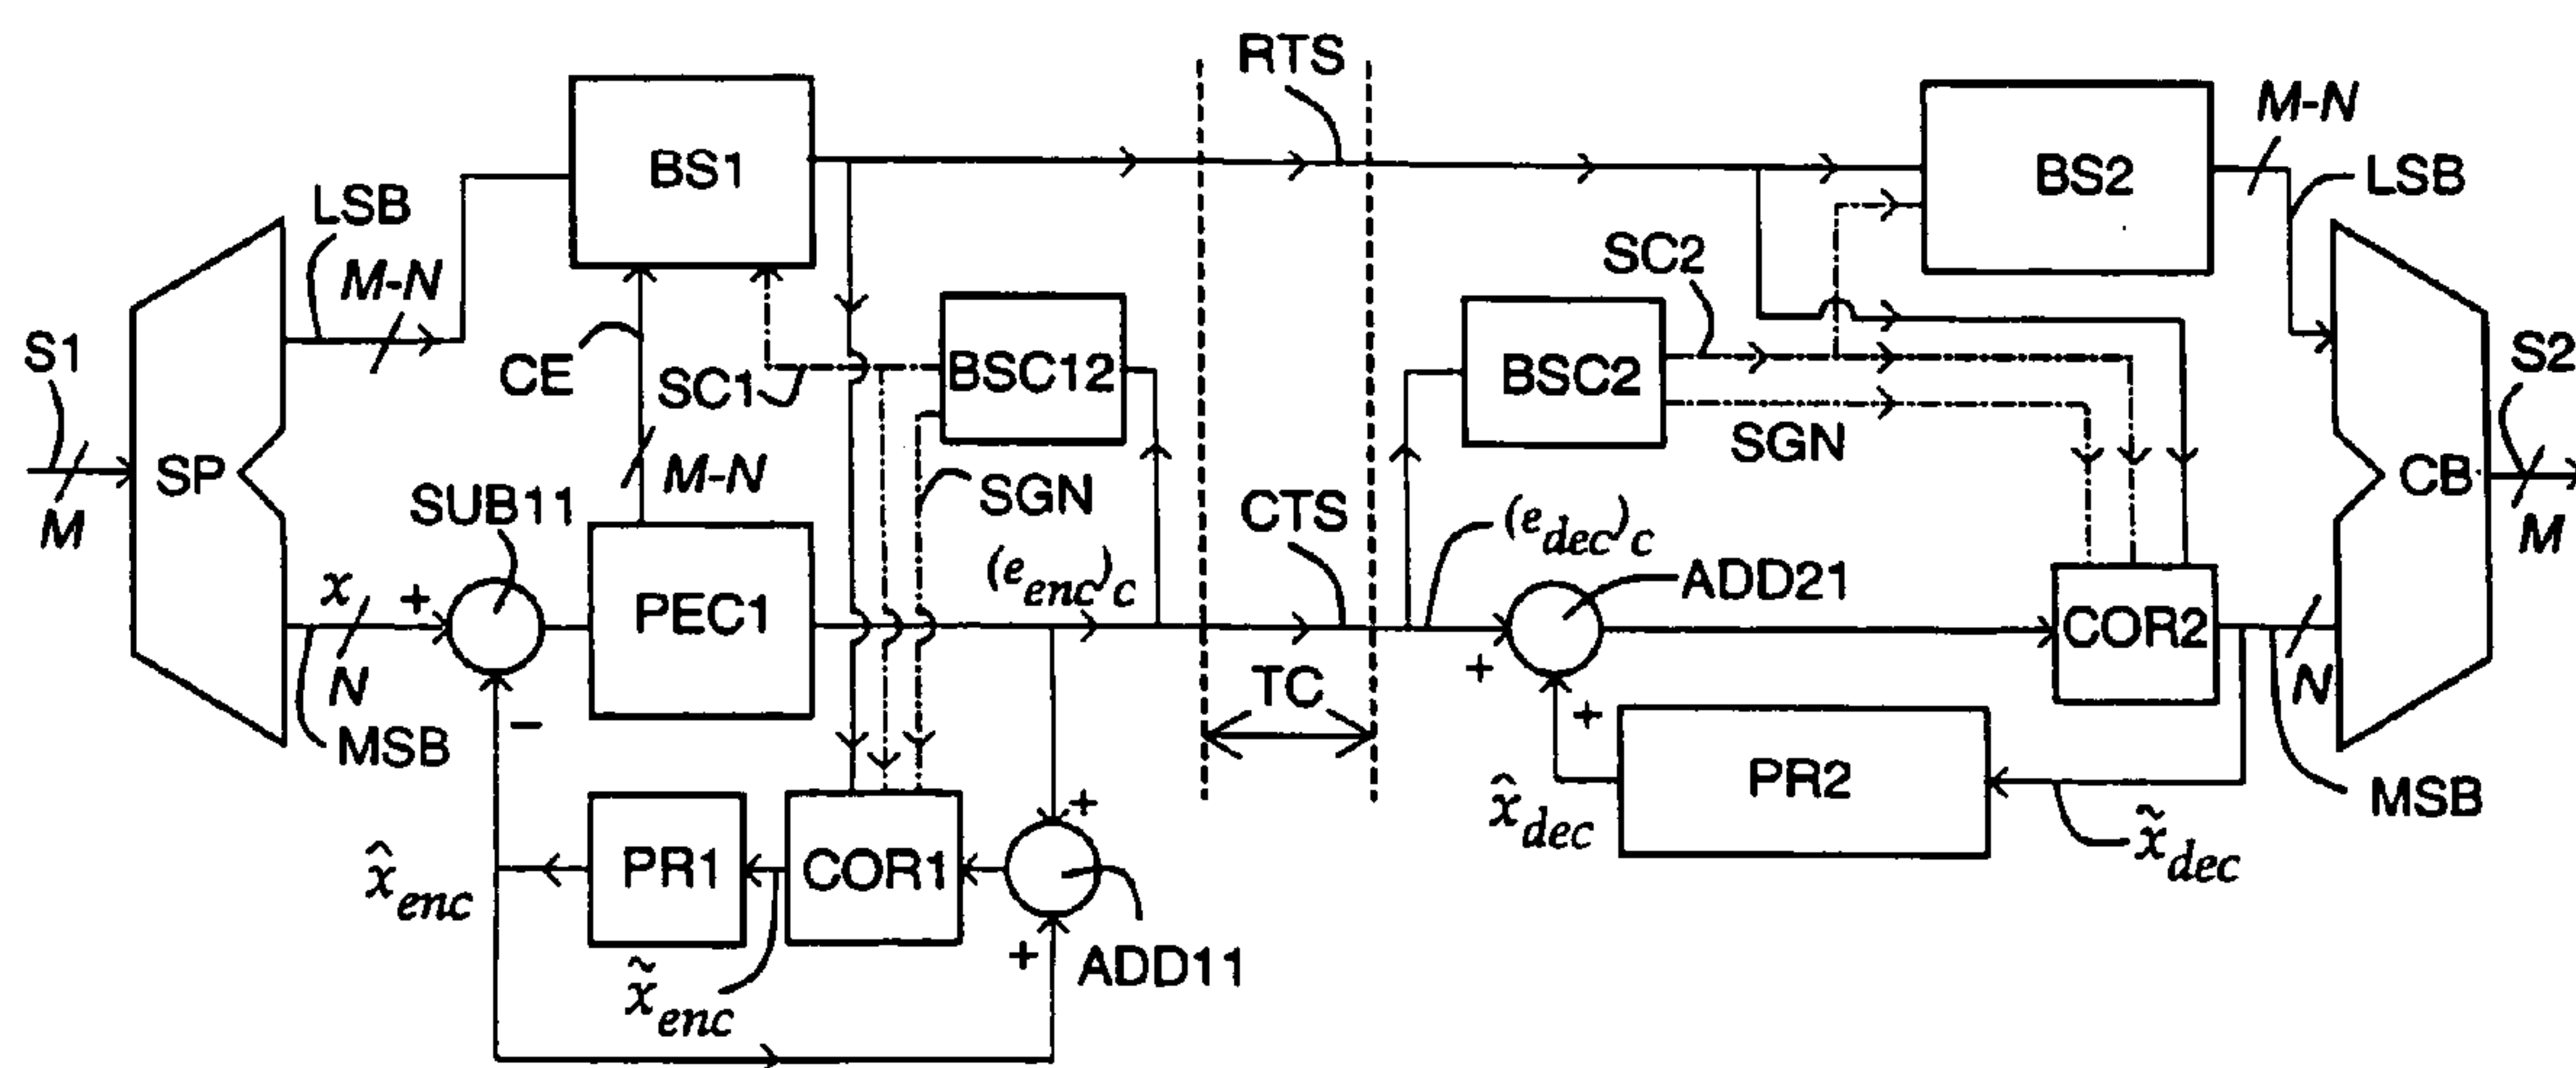 RTS
BS1
BS2
M-N
LSB
LSB
M-N
SC2
S1
CE
SC1
BSC12
BSC2
S2
SP
M-N
SGN
SGN
CB
M
SUB11
CTS
(e_dec)_c
M
x
+
PEC1
(e_enc)_c
ADD21
COR2
N
+
TC
N
MSB
−
+
PR2
MSB
+
x̂_dec
x̃_dec
x̂_enc
PR1
COR1
+
ADD11
x̃_enc